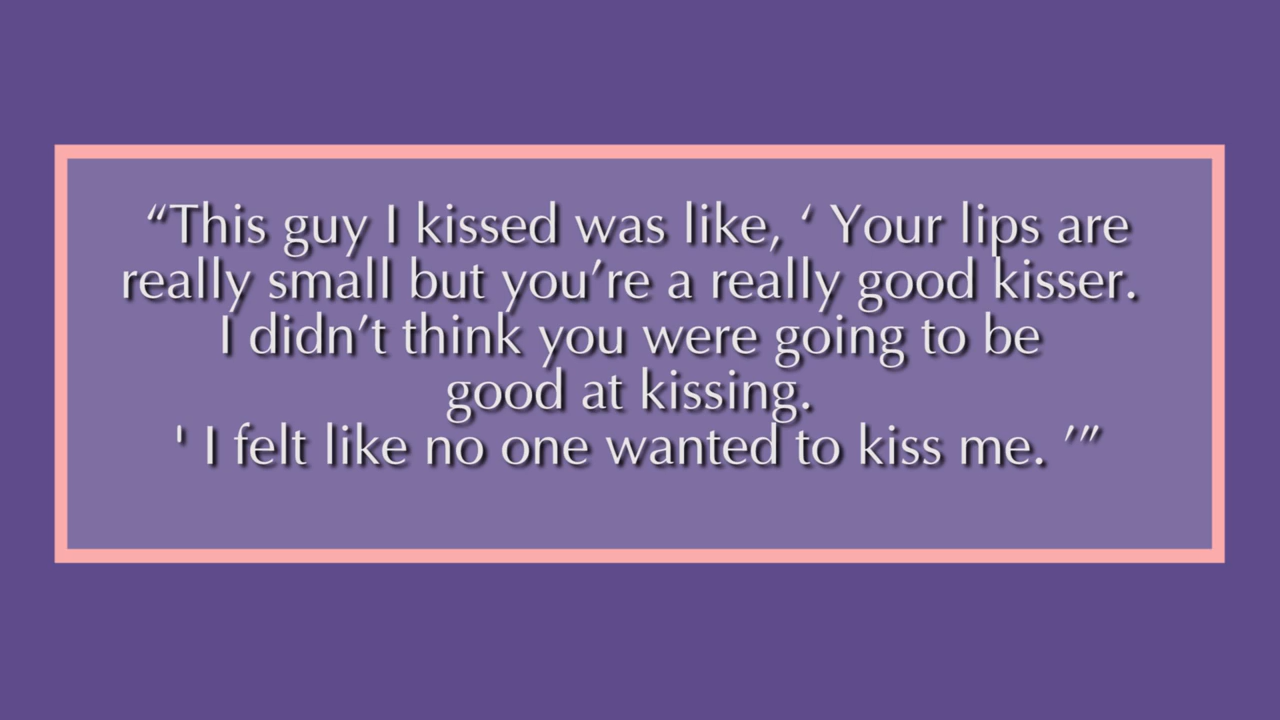 “This guy I kissed was like, ‘ Your lips are
really small but you’re a really good kisser.
I didn’t think you were going to be
good at kissing.
' I felt like no one wanted to kiss me. ’”